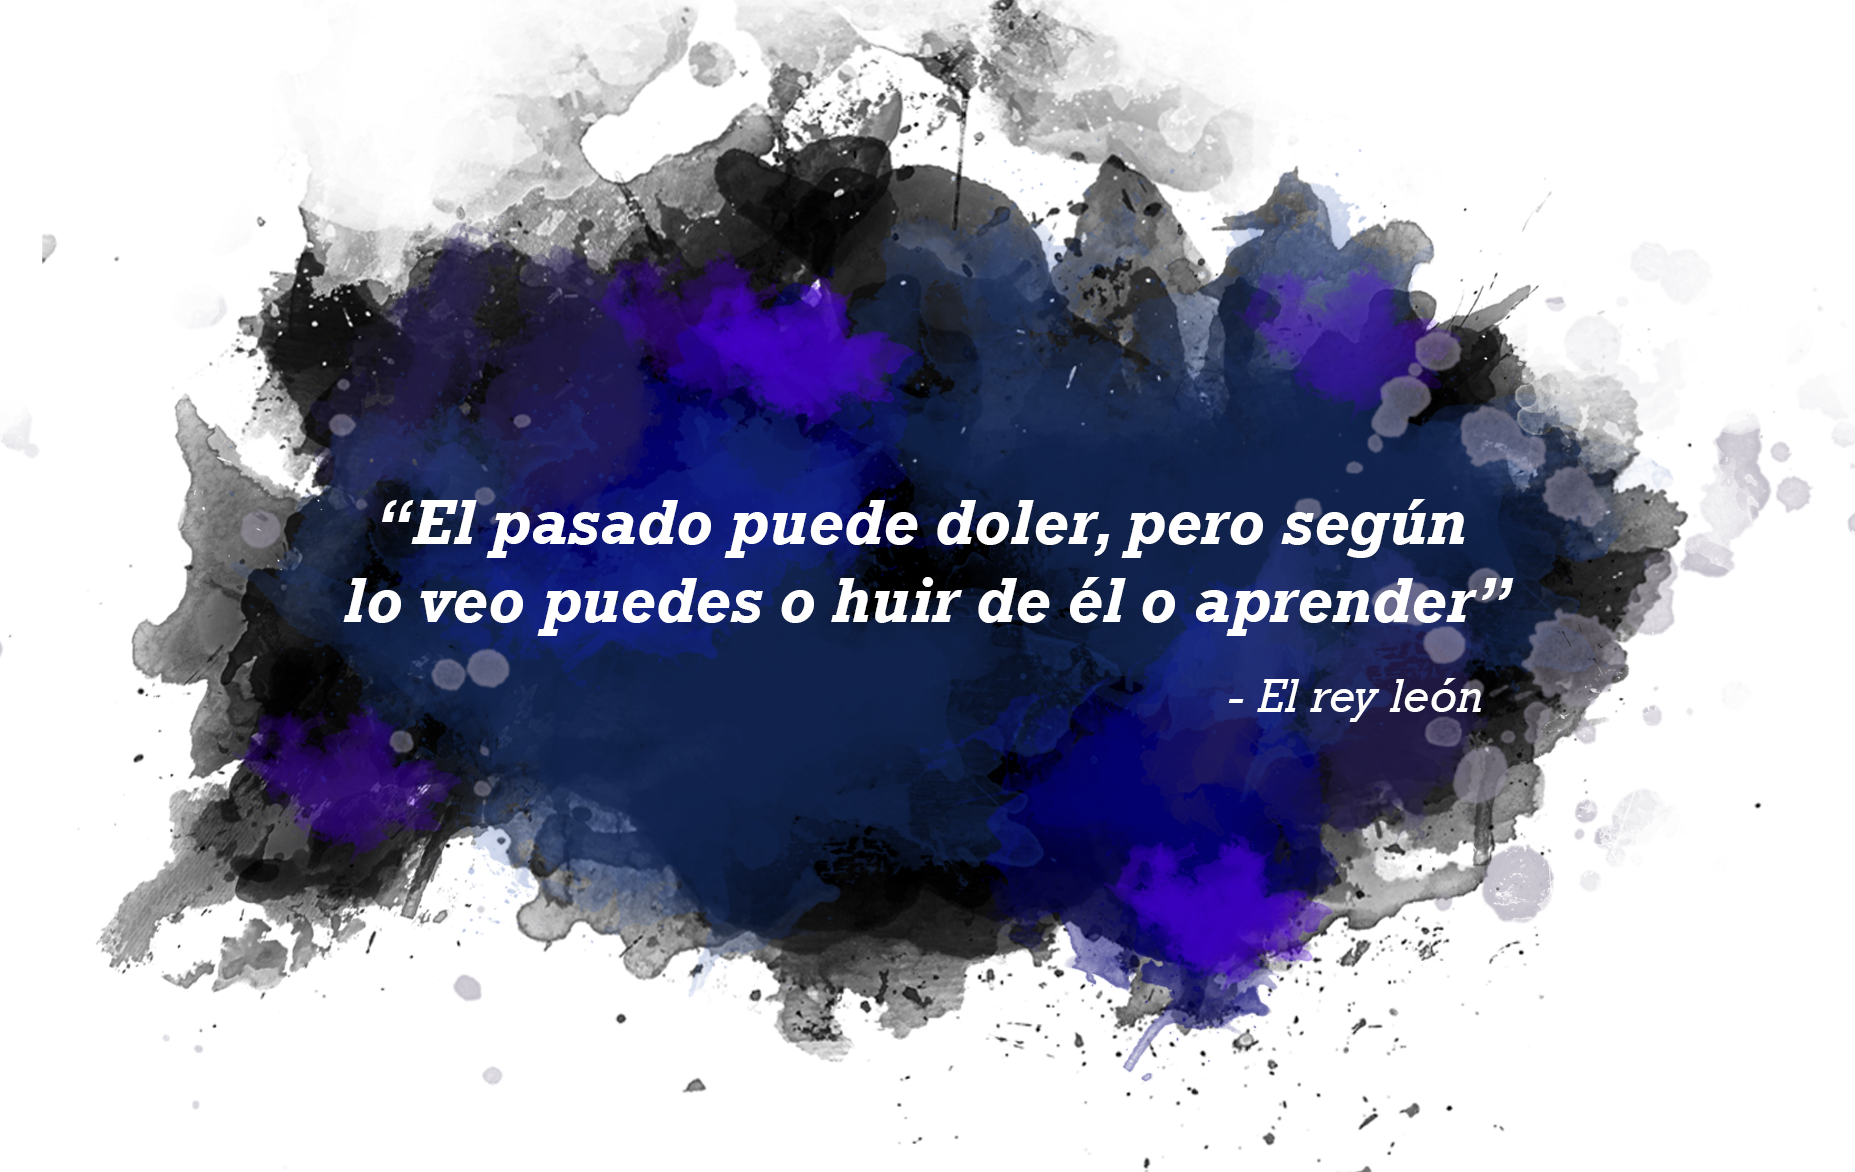 “El pasado puede doler, pero según
lo veo puedes o huir de él o aprender”
- El rey león